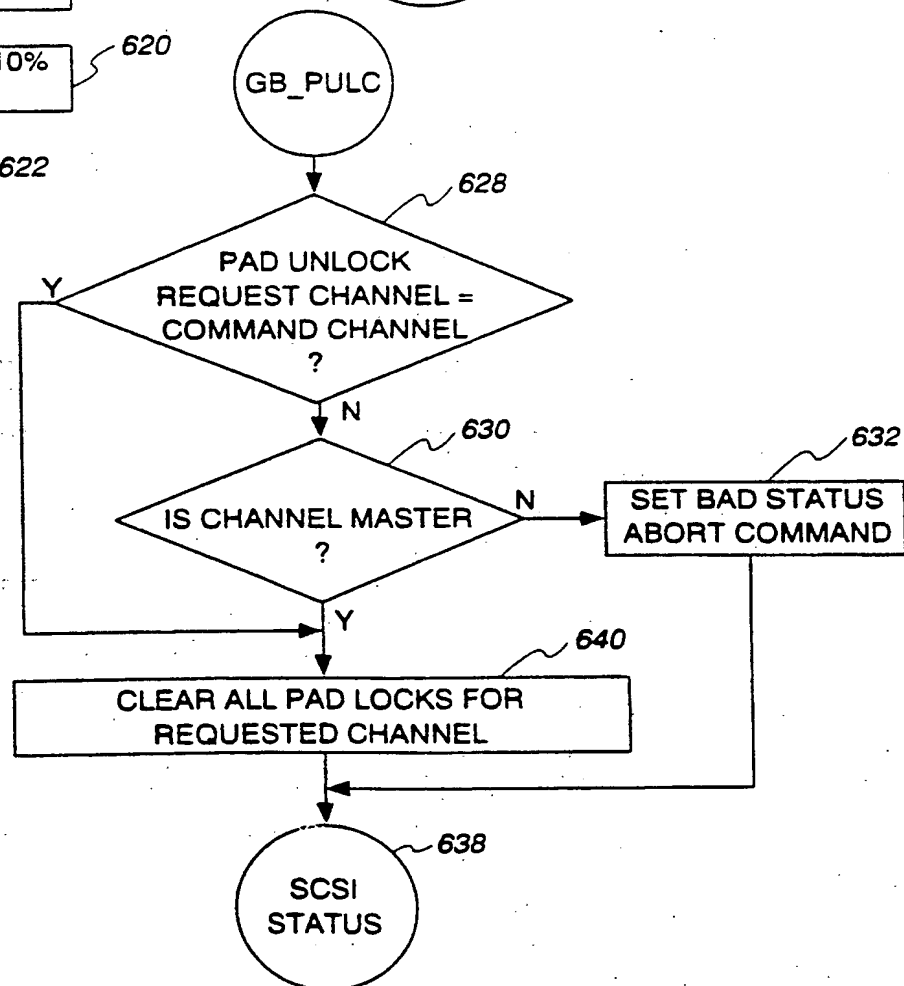 10%
620
GB_PULC
622
628
PAD UNLOCK
REQUEST CHANNEL =
COMMAND CHANNEL
?
Y
N
630
632
IS CHANNEL MASTER
?
N
SET BAD STATUS
ABORT COMMAND
Y
640
CLEAR ALL PAD LOCKS FOR
REQUESTED CHANNEL
638
SCSI
STATUS